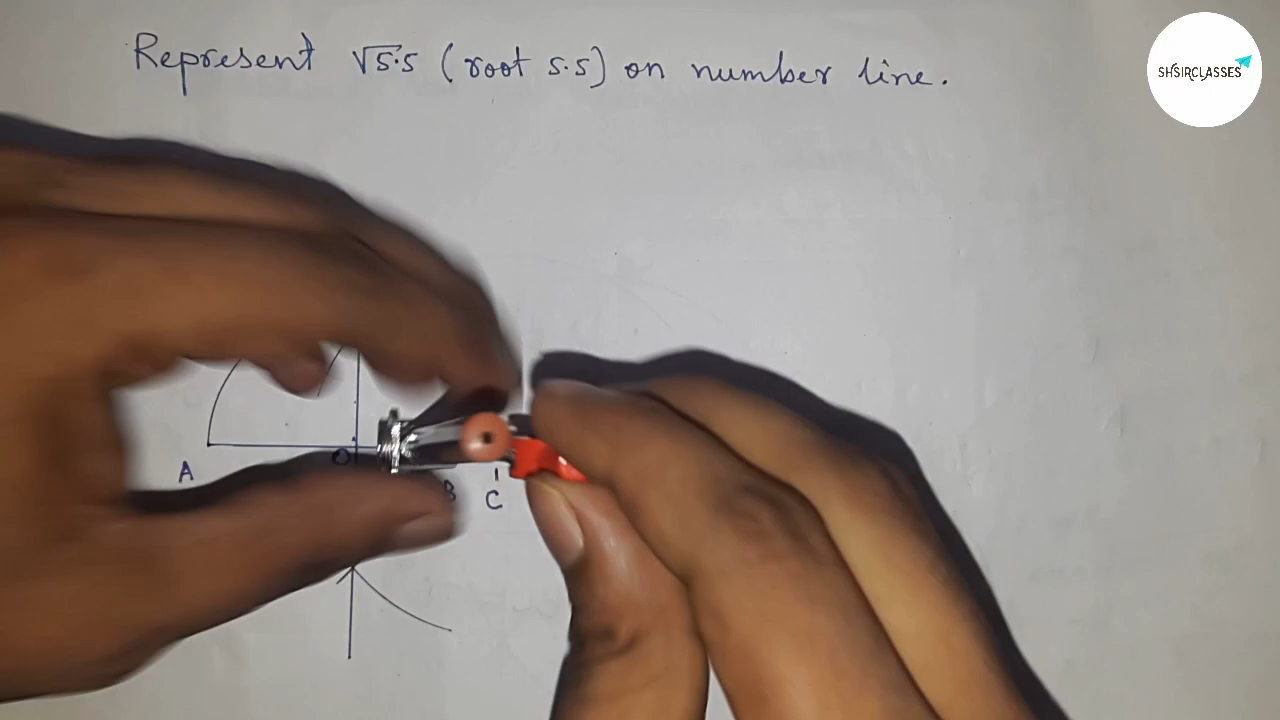 Represent √5.5 (root 5.5) on number line.
SHSIRCLASSES
A
O
B
C